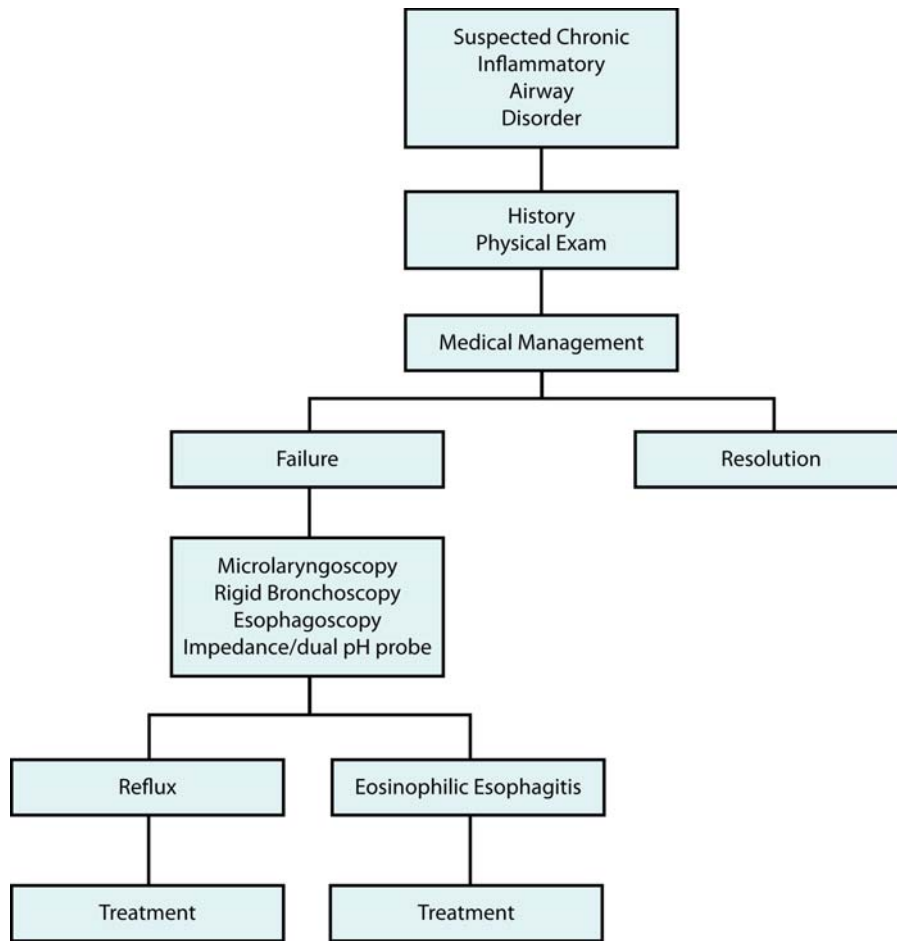 Suspected Chronic
Inflammatory
Airway
Disorder
History
Physical Exam
Medical Management
Failure
Resolution
Microlaryngoscopy
Rigid Bronchoscopy
Esophagoscopy
Impedance/dual pH probe
Reflux
Eosinophilic Esophagitis
Treatment
Treatment